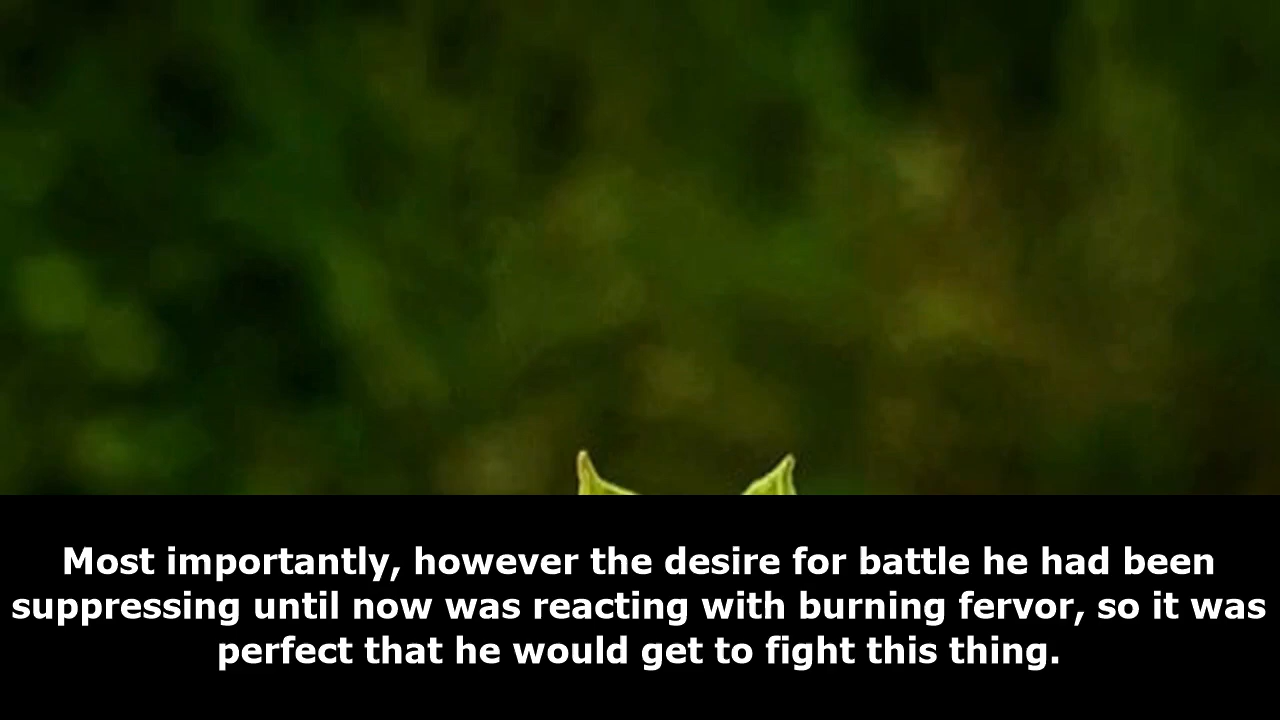 Most importantly, however the desire for battle he had been
suppressing until now was reacting with burning fervor, so it was
perfect that he would get to fight this thing.